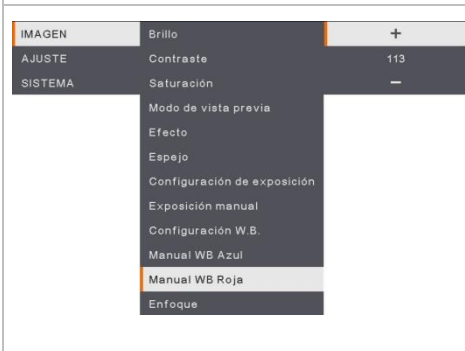 IMAGEN
AJUSTE
SISTEMA
Brillo
Contraste
Saturación
Modo de vista previa
Efecto
Espejo
Configuración de exposición
Exposición manual
Configuración W.B.
Manual WB Azul
Manual WB Roja
Enfoque
+
113
−